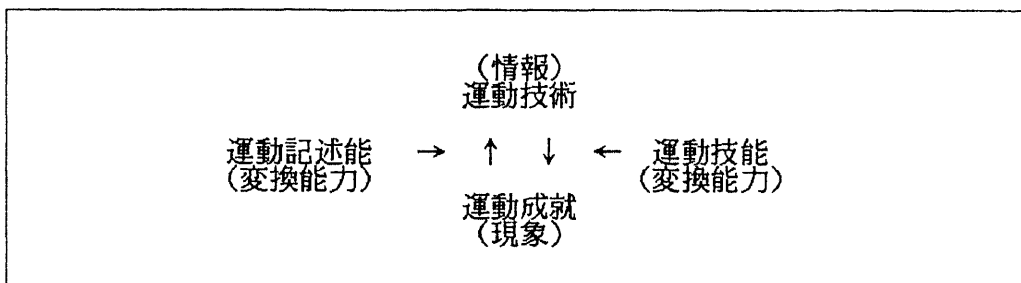 (情報)
運動技術
運動記述能 → ↑ ↓ ← 運動技能
(変換能力) (変換能力)
運動成就
(現象)